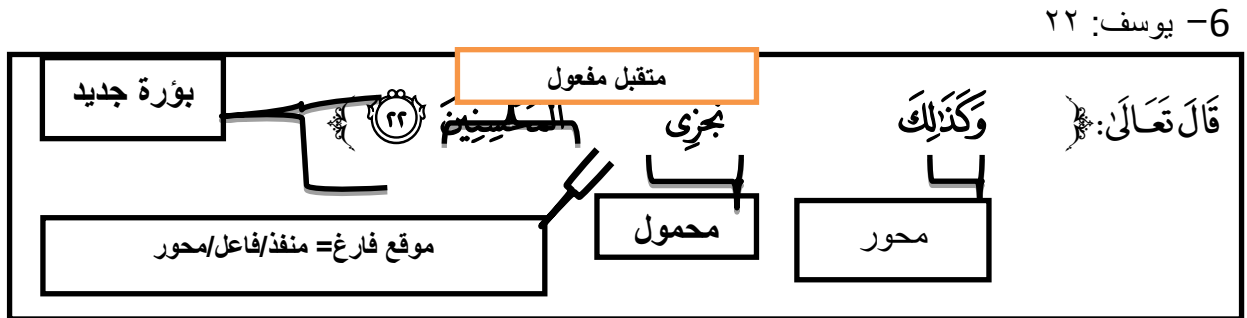 6- يوسف: ٢٢
متقبل مفعول
بؤرة جديد
قَالَ تَعَالَىٰ: ﴿ وَكَذَٰلِكَ نَجْزِى الْمُحْسِنِينَ ٢٢ ﴾
محور
محمول
موقع فارغ= منفذ/فاعل/محور